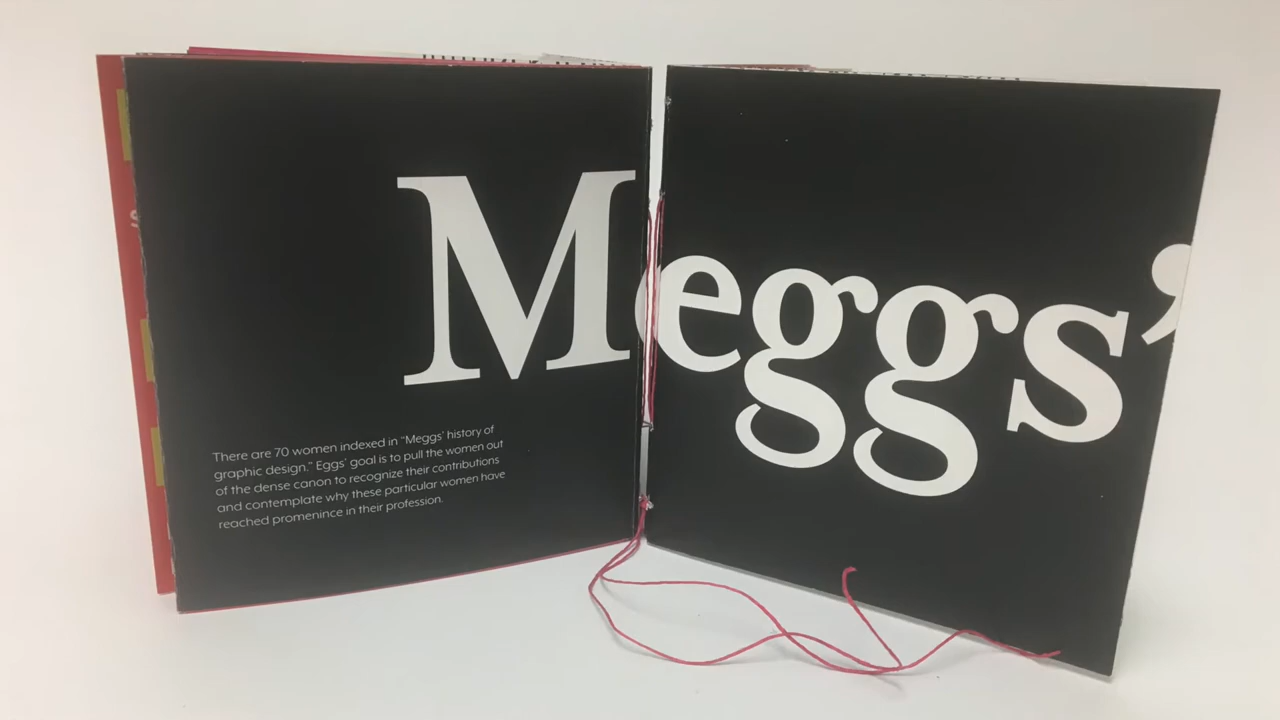 Meggs’
There are 70 women indexed in “Meggs’ history of
graphic design.” Eggs’ goal is to pull the women out
of the dense canon to recognize their contributions
and contemplate why these particular women have
reached promenince in their profession.